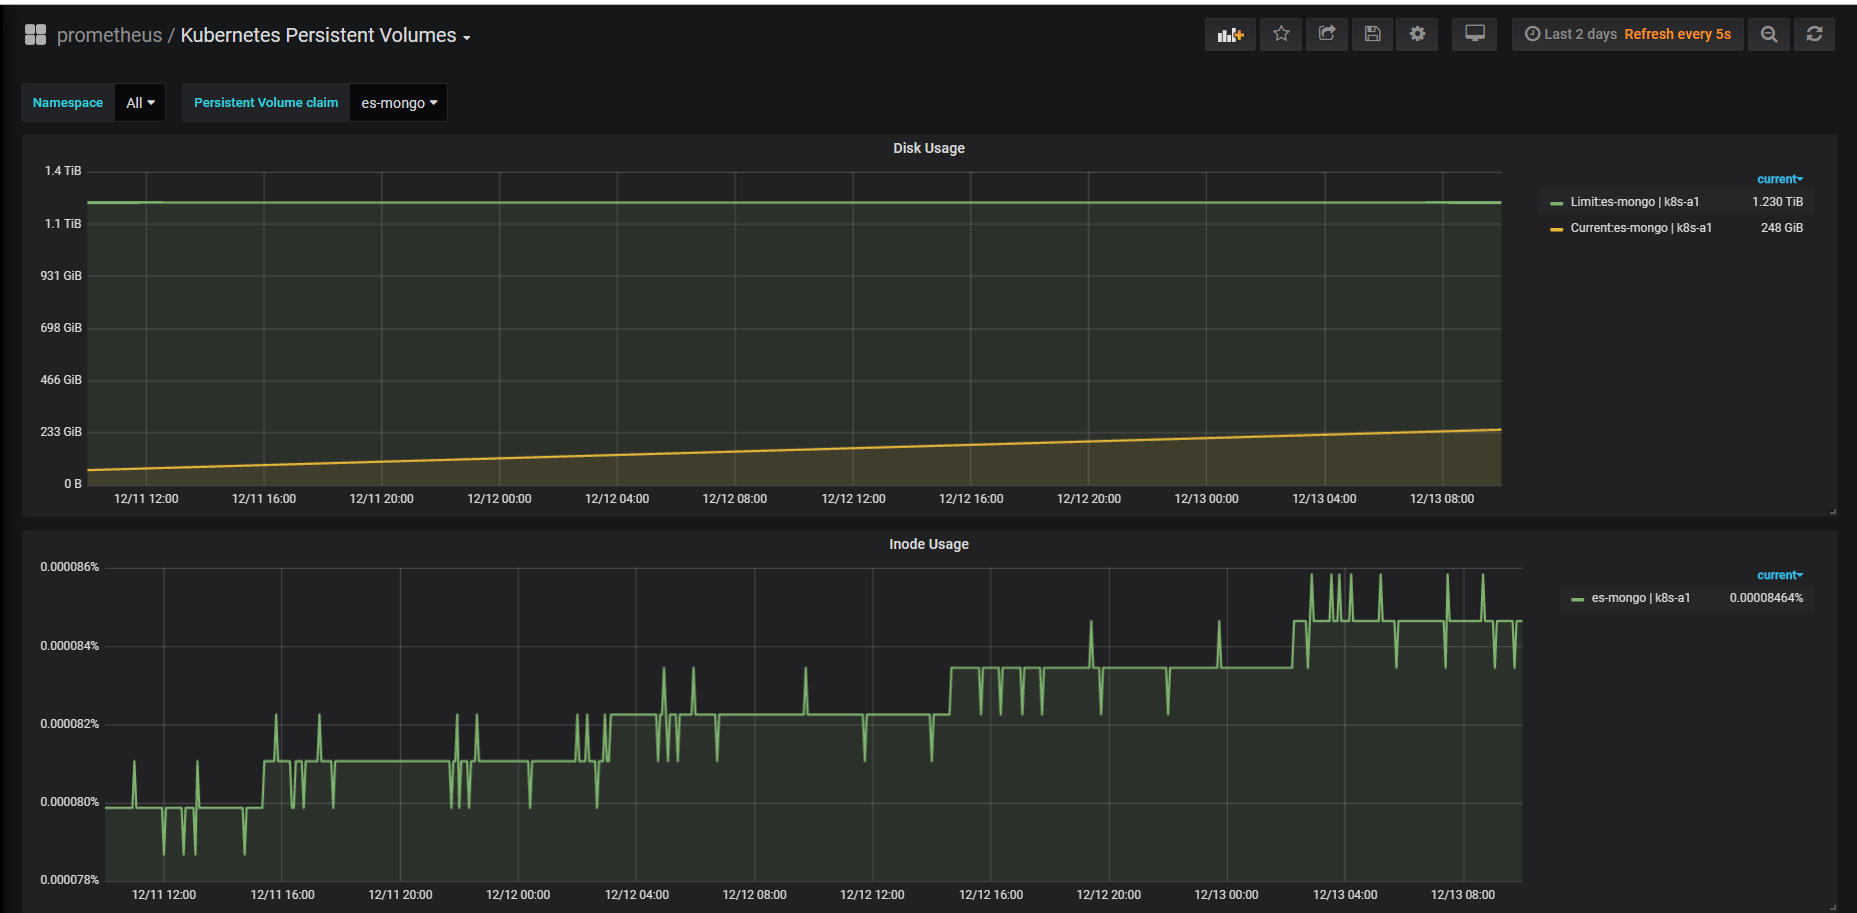 prometheus / Kubernetes Persistent Volumes
Last 2 days Refresh every 5s
Namespace All Persistent Volume claim es-mongo
Disk Usage
1.4 TiB
1.1 TiB
931 GiB
698 GiB
466 GiB
233 GiB
0 B
12/11 12:00 12/11 16:00 12/11 20:00 12/12 00:00 12/12 04:00 12/12 08:00 12/12 12:00 12/12 16:00 12/12 20:00 12/13 00:00 12/13 04:00 12/13 08:00
current
Limit:es-mongo | k8s-a1 1.230 TiB
Current:es-mongo | k8s-a1 248 GiB
Inode Usage
0.000086%
0.000084%
0.000082%
0.000080%
0.000078%
12/11 12:00 12/11 16:00 12/11 20:00 12/12 00:00 12/12 04:00 12/12 08:00 12/12 12:00 12/12 16:00 12/12 20:00 12/13 00:00 12/13 04:00 12/13 08:00
current
es-mongo | k8s-a1 0.00008464%